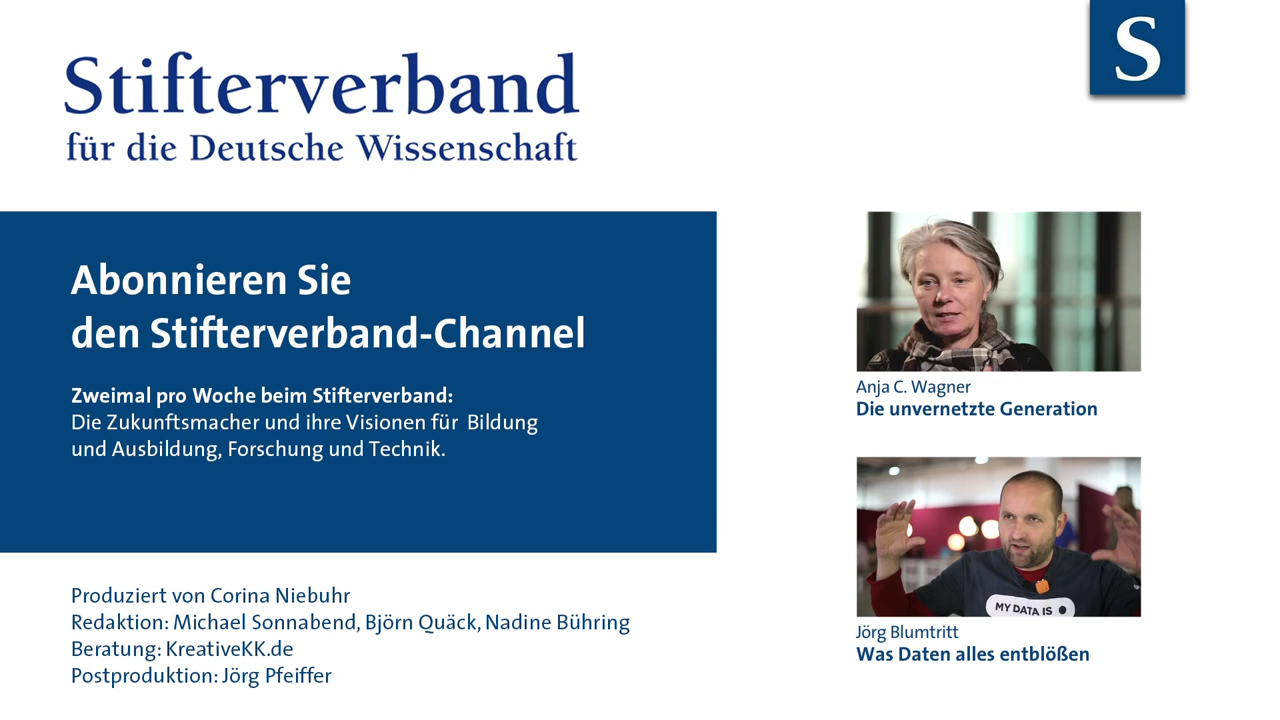 Stifterverband
für die Deutsche Wissenschaft
S
Abonnieren Sie
den Stifterverband-Channel
Zweimal pro Woche beim Stifterverband:
Die Zukunftsmacher und ihre Visionen für Bildung
und Ausbildung, Forschung und Technik.
Produziert von Corina Niebuhr
Redaktion: Michael Sonnabend, Björn Quäck, Nadine Bühring
Beratung: KreativeKK.de
Postproduktion: Jörg Pfeiffer
Anja C. Wagner
Die unvernetzte Generation
MY DATA IS
Jörg Blumtritt
Was Daten alles entblößen